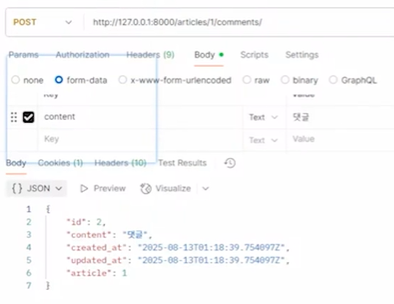 POST http://127.0.0.1:8000/articles/1/comments/
Params Authorization Headers (9) Body Scripts Settings
none form-data x-www-form-urlencoded raw binary GraphQL
Key Value
content Text 댓글
Key Text Value
Body Cookies (1) Headers (10) Test Results
{} JSON Preview Visualize
1 {
2 "id": 2,
3 "content": "댓글",
4 "created_at": "2025-08-13T01:18:39.754097Z",
5 "updated_at": "2025-08-13T01:18:39.754097Z",
6 "article": 1
7 }